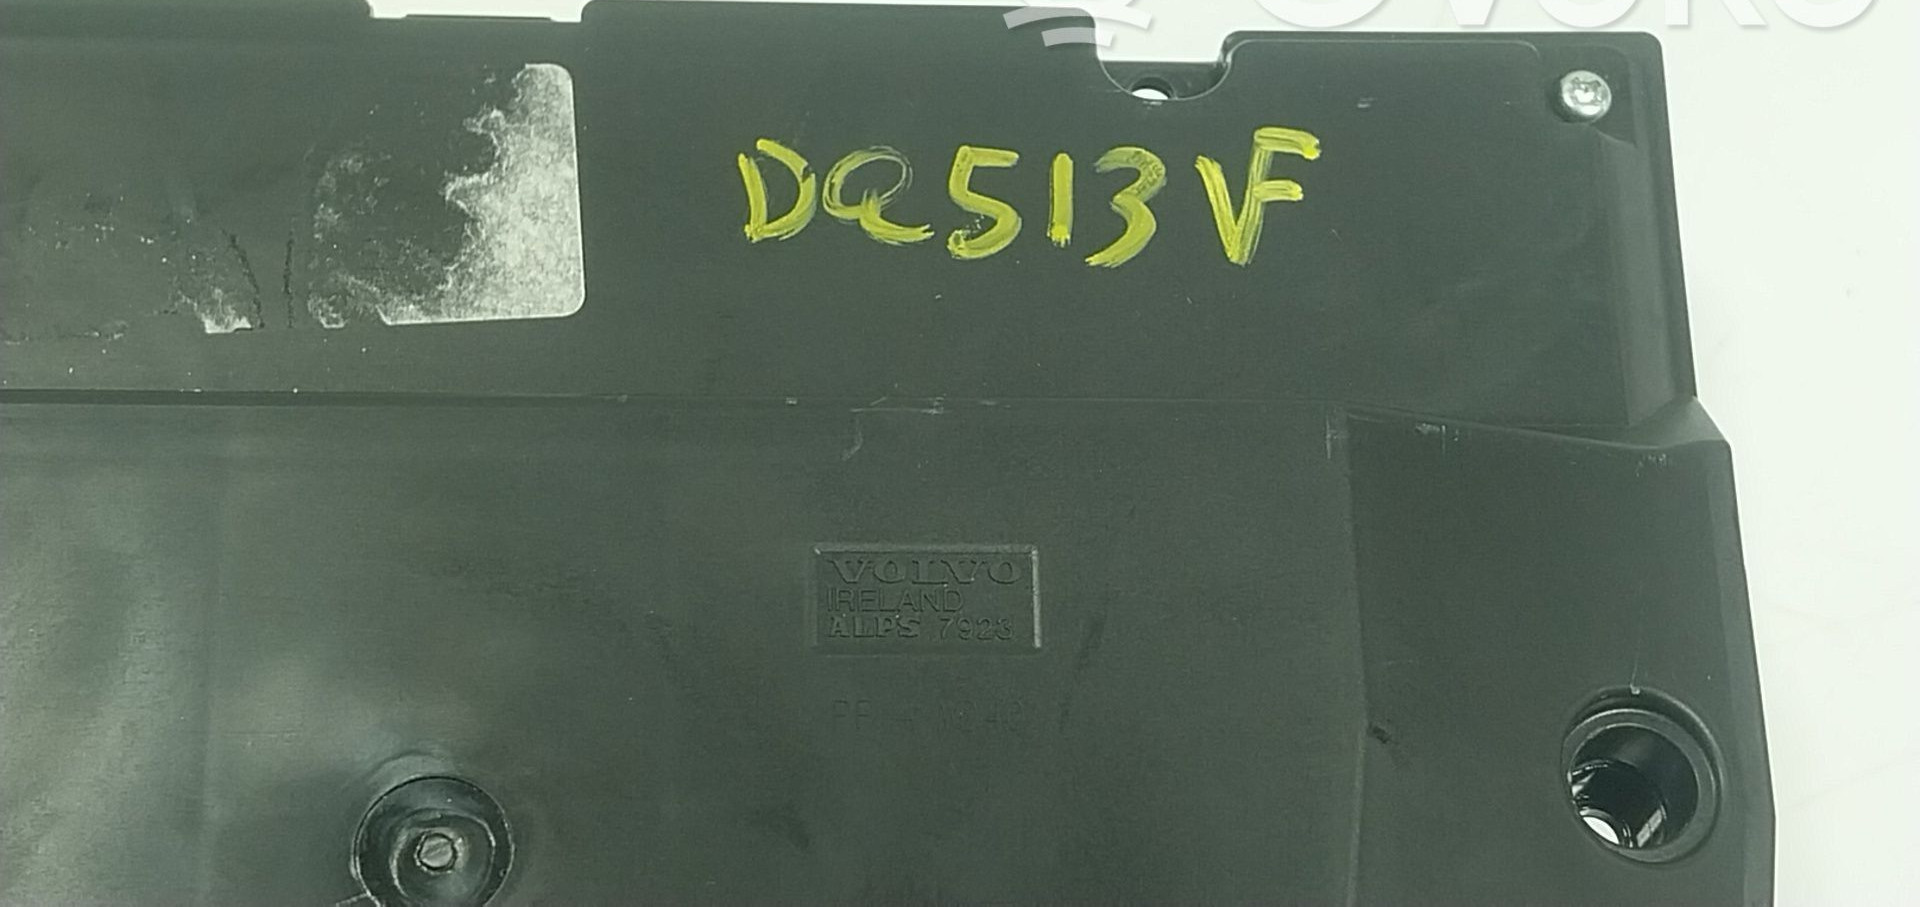 DQ513VF
VOLVO
IRELAND
ALPS 7923